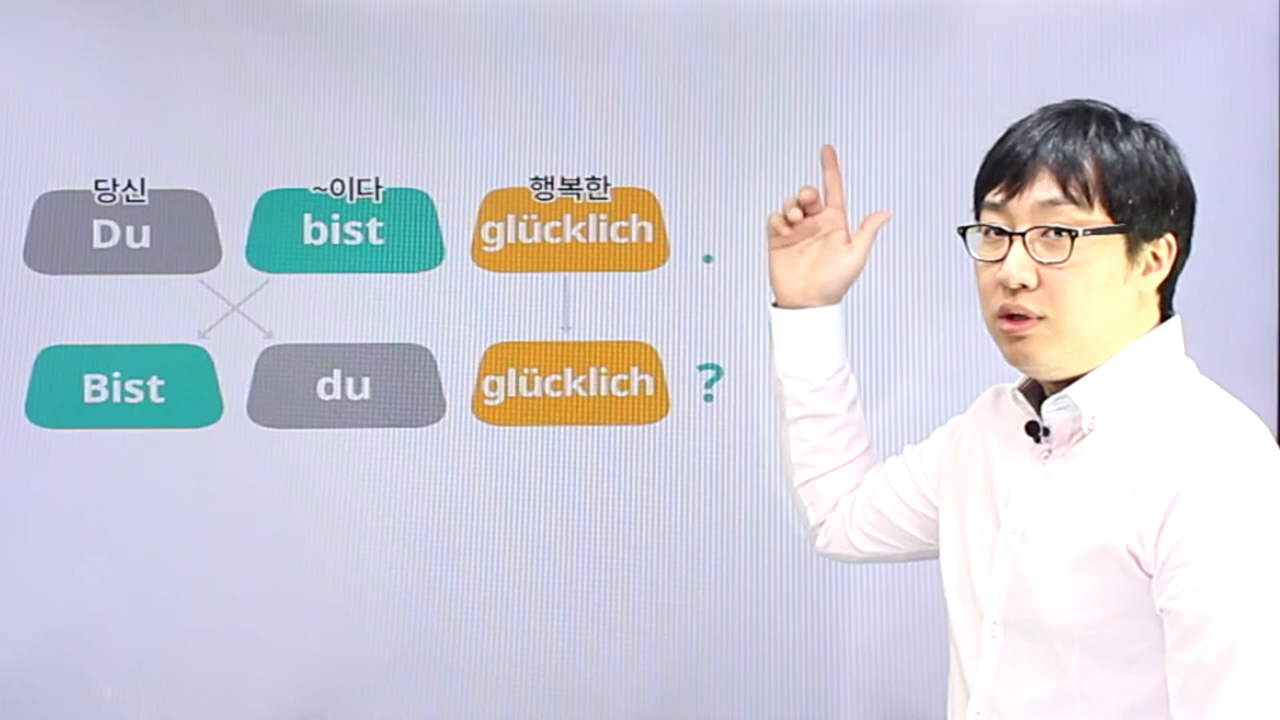 당신 ~이다 행복한
Du bist glücklich .
Bist du glücklich ?